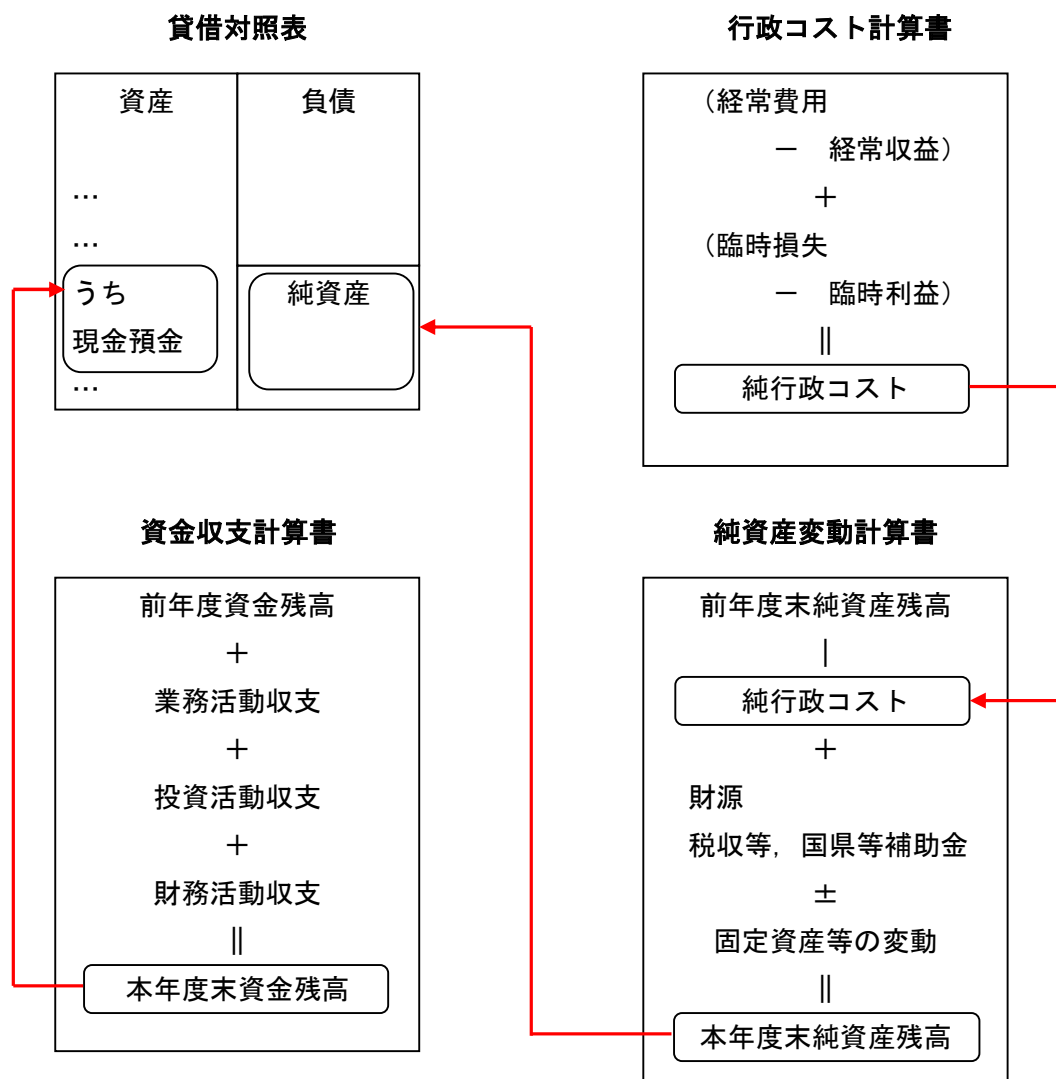 貸借対照表
資産
負債
…
…
うち
現金預金
…
純資産
行政コスト計算書
(経常費用
－ 経常収益)
＋
(臨時損失
－ 臨時利益)
||
純行政コスト
資金収支計算書
前年度資金残高
＋
業務活動収支
＋
投資活動収支
＋
財務活動収支
||
本年度末資金残高
純資産変動計算書
前年度末純資産残高
|
純行政コスト
＋
財源
税収等，国県等補助金
±
固定資産等の変動
||
本年度末純資産残高